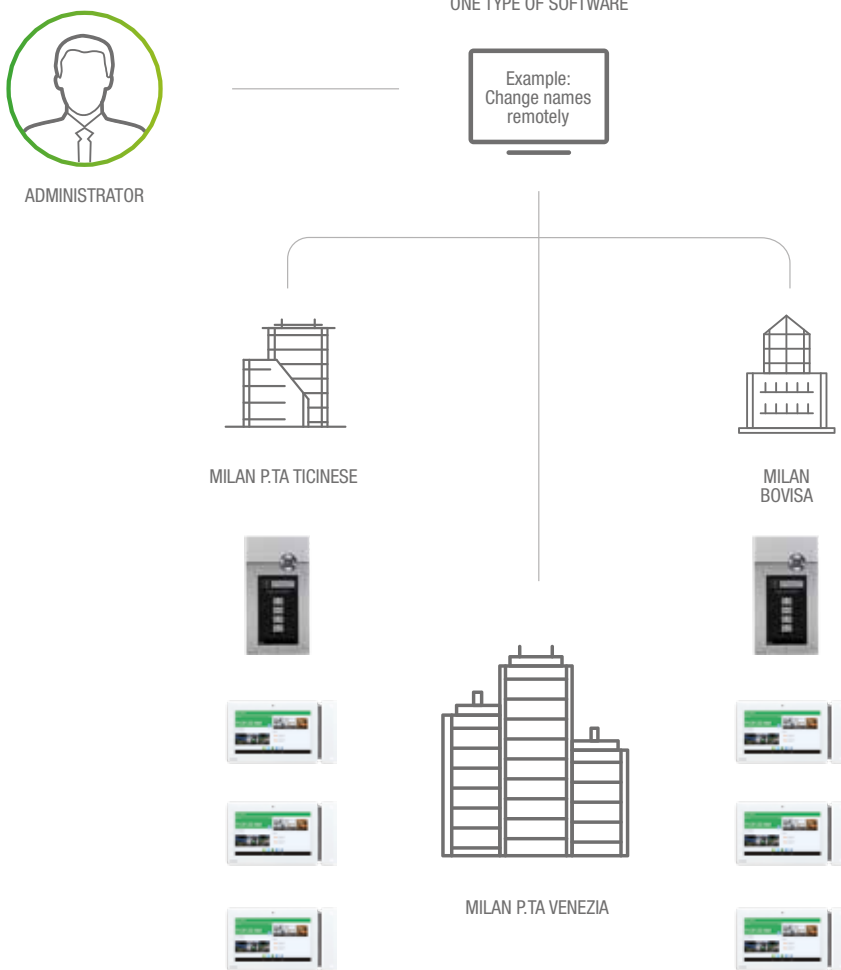 ONE TYPE OF SOFTWARE
Example:
Change names
remotely
ADMINISTRATOR
MILAN P.TA TICINESE
MILAN
BOVISA
MILAN P.TA VENEZIA